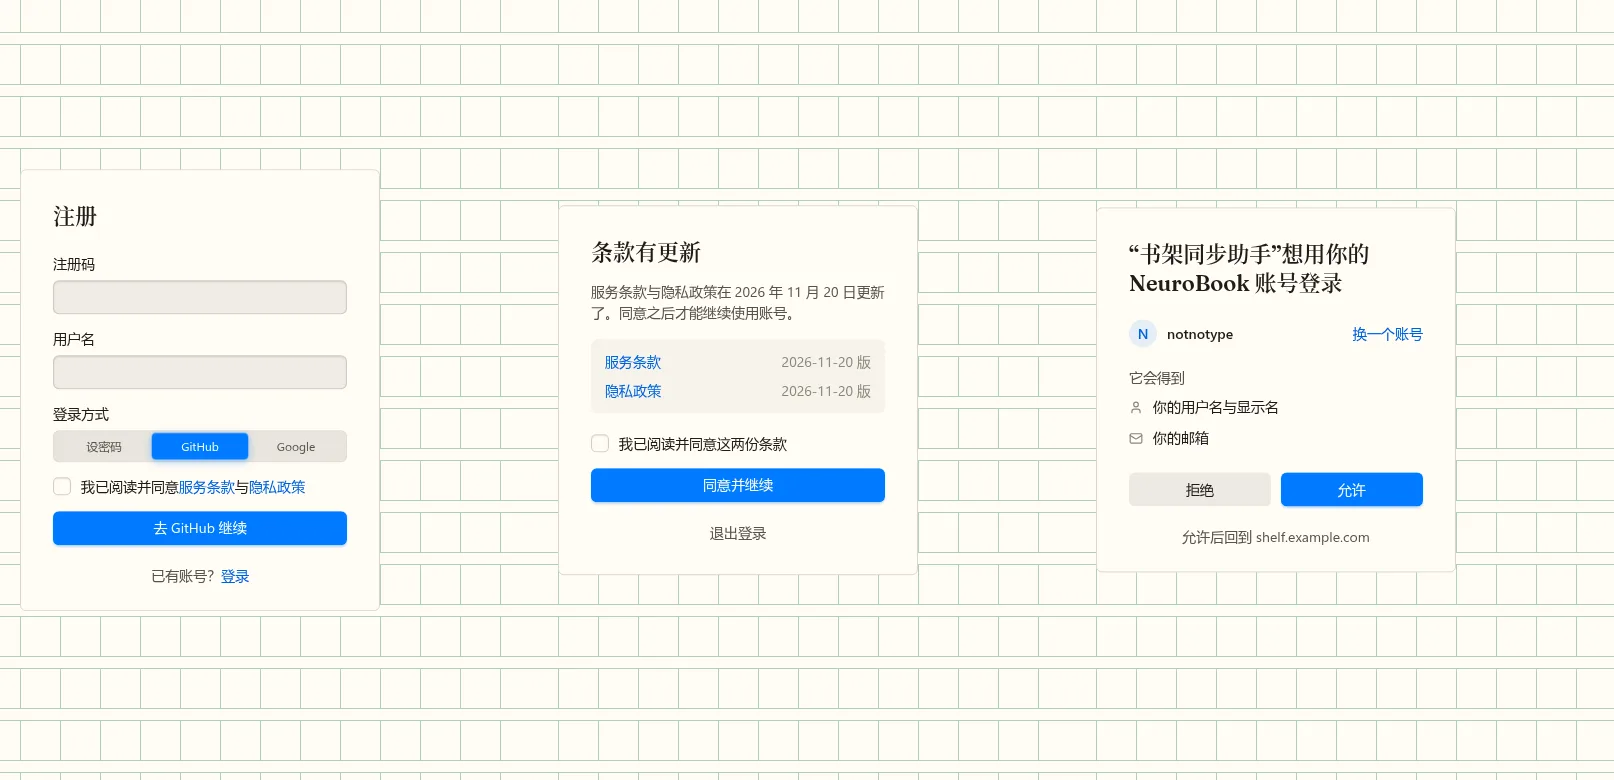 注册
注册码
用户名
登录方式
设密码 GitHub Google
我已阅读并同意服务条款与隐私政策
去 GitHub 继续
已有账号？登录
条款有更新
服务条款与隐私政策在 2026 年 11 月 20 日更新
了。同意之后才能继续使用账号。
服务条款 2026-11-20 版
隐私政策 2026-11-20 版
我已阅读并同意这两份条款
同意并继续
退出登录
“书架同步助手”想用你的
NeuroBook 账号登录
N notnotype 换一个账号
它会得到
你的用户名与显示名
你的邮箱
拒绝 允许
允许后回到 shelf.example.com